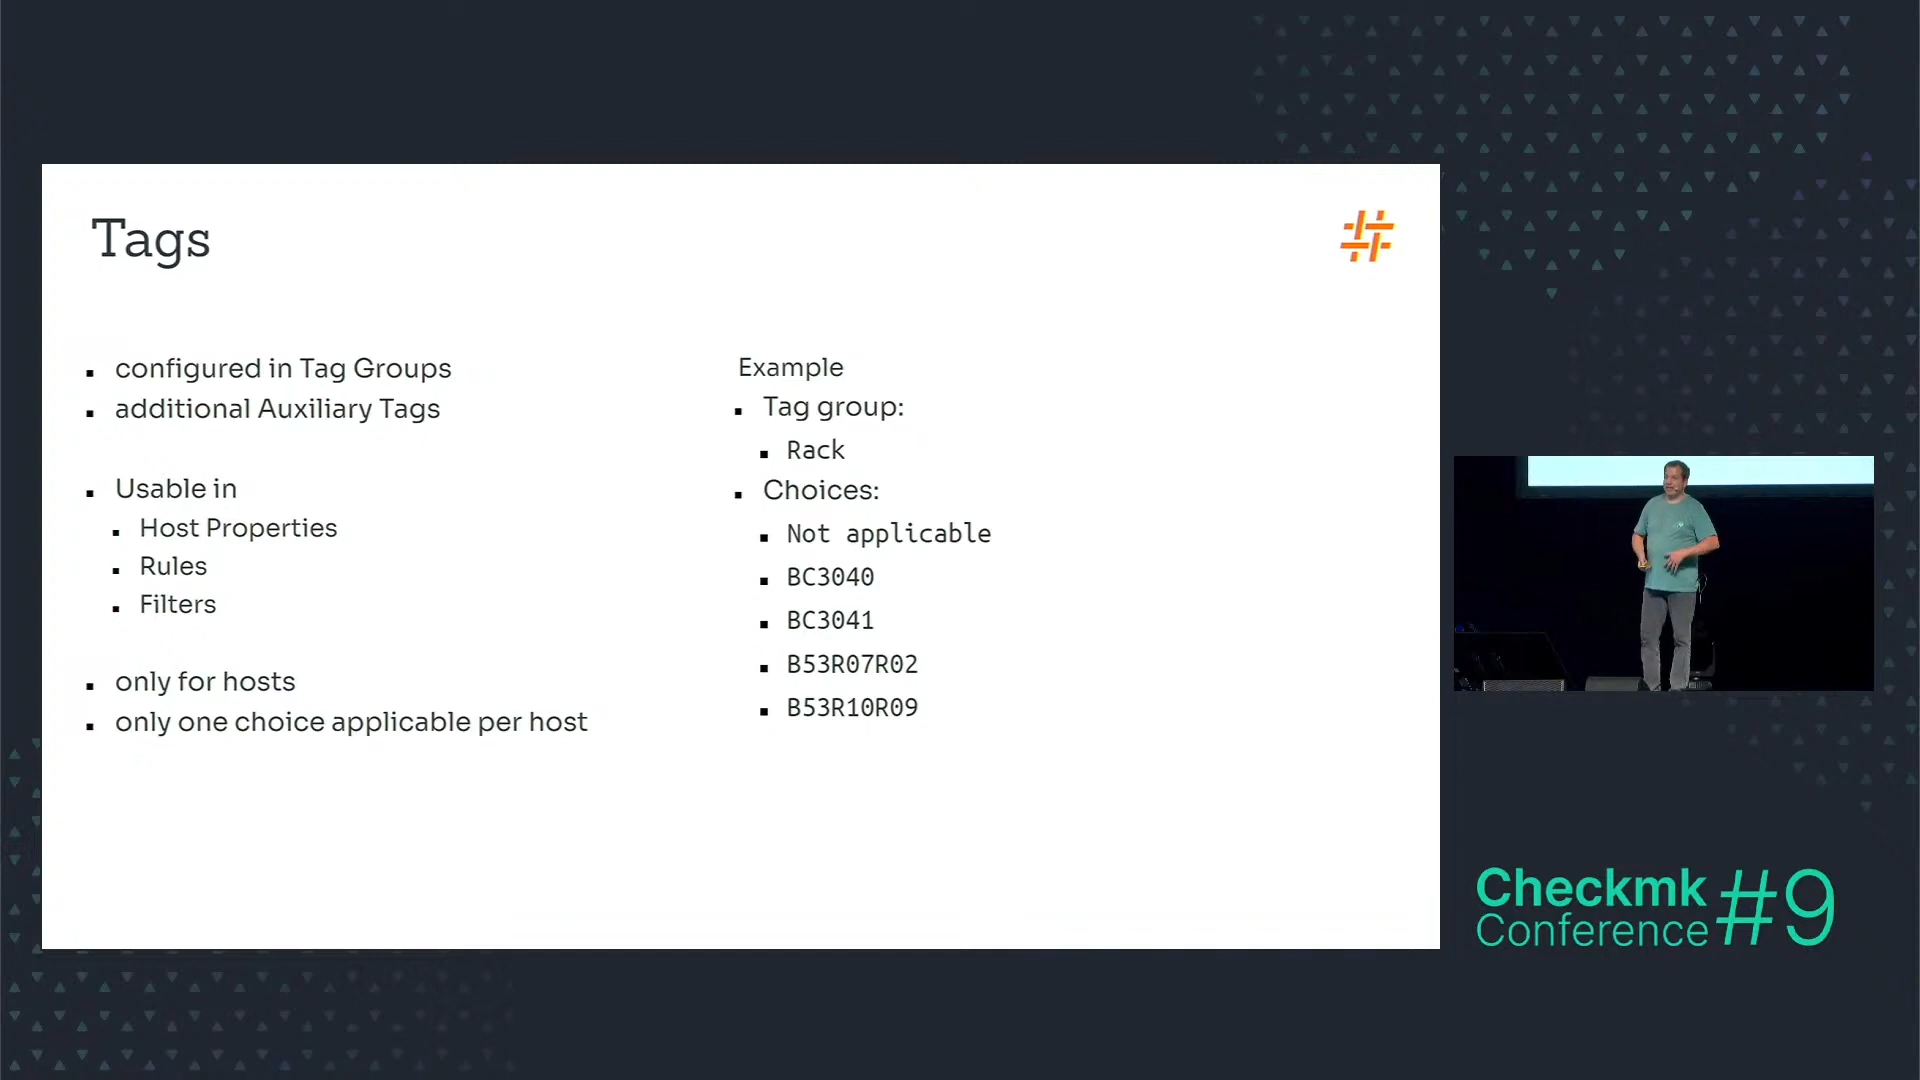 Tags
configured in Tag Groups
additional Auxiliary Tags
Usable in
Host Properties
Rules
Filters
only for hosts
only one choice applicable per host
Example
Tag group:
Rack
Choices:
Not applicable
BC3040
BC3041
B53R07R02
B53R10R09
Checkmk
Conference #9